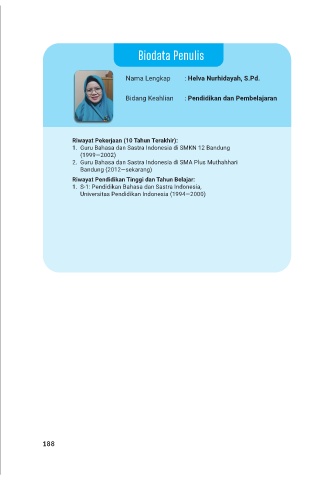 Biodata Penulis
Nama Lengkap : Helva Nurhidayah, S.Pd.
Bidang Keahlian : Pendidikan dan Pembelajaran
Riwayat Pekerjaan (10 Tahun Terakhir):
1. Guru Bahasa dan Sastra Indonesia di SMKN 12 Bandung
(1999—2002)
2. Guru Bahasa dan Sastra Indonesia di SMA Plus Muthahhari
Bandung (2012—sekarang)
Riwayat Pendidikan Tinggi dan Tahun Belajar:
1. S-1: Pendidikan Bahasa dan Sastra Indonesia,
Universitas Pendidikan Indonesia (1994—2000)
188